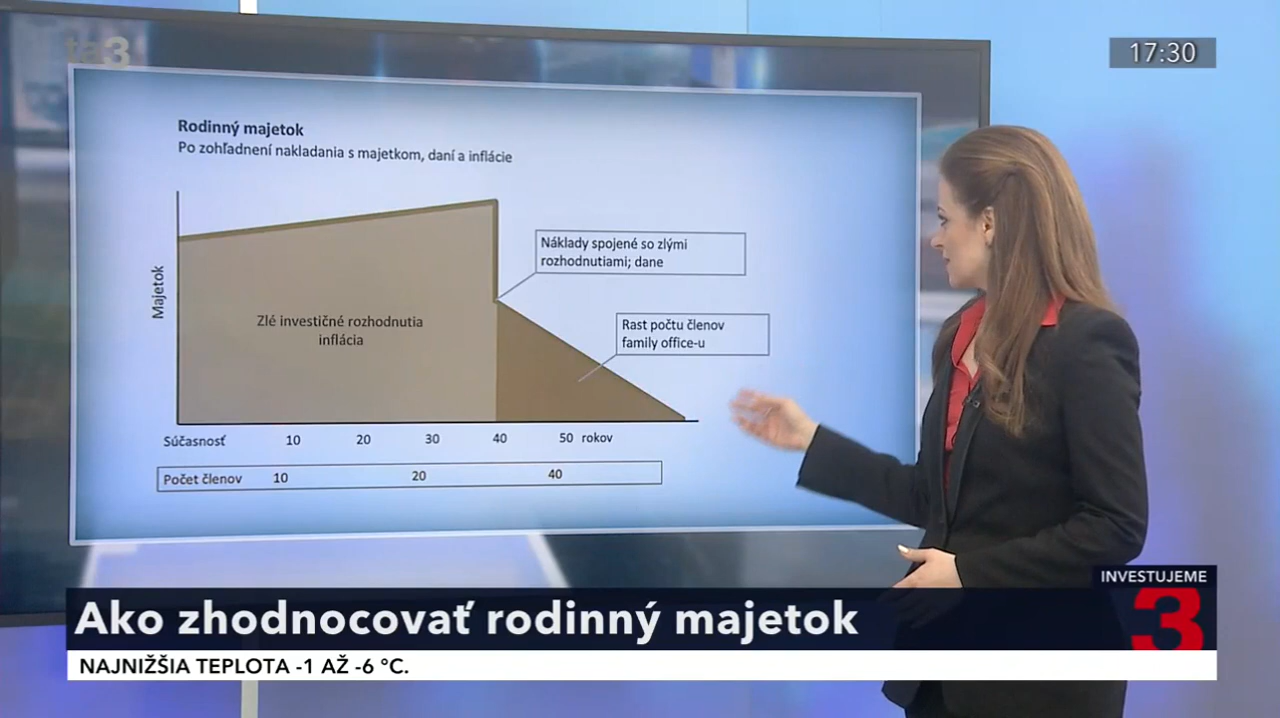 ta3
17:30
Rodinný majetok
Po zohľadnení nakladania s majetkom, daní a inflácie
Majetok
Náklady spojené so zlými
rozhodnutiami; dane
Zlé investičné rozhodnutia
inflácia
Rast počtu členov
family office-u
Súčasnosť 10 20 30 40 50 rokov
Počet členov 10 20 40
INVESTUJEME
3
Ako zhodnocovať rodinný majetok
NAJNIŽŠIA TEPLOTA -1 AŽ -6 °C.